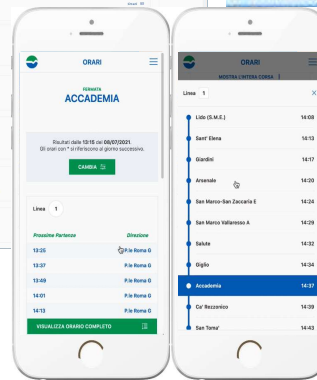 ORARI
FERMATA
ACCADEMIA
Risultati dalle 13:15 del 08/07/2021.
Gli orari con * si riferiscono al giorno successivo.
CAMBIA
Linea 1
Prossime Partenze Direzione
13:25 P.le Roma G
13:37 P.le Roma G
13:49 P.le Roma G
14:01 P.le Roma G
14:13 P.le Roma G
VISUALIZZA ORARIO COMPLETO
ORARI
MOSTRA L'INTERA CORSA
Linea 1 ×
Lido (S.M.E.) 14:08
Sant' Elena 14:13
Giardini 14:17
Arsenale 14:20
San Marco-San Zaccaria E 14:24
San Marco Vallaresso A 14:29
Salute 14:32
Giglio 14:34
Accademia 14:37
Ca' Rezzonico 14:39
San Toma' 14:43